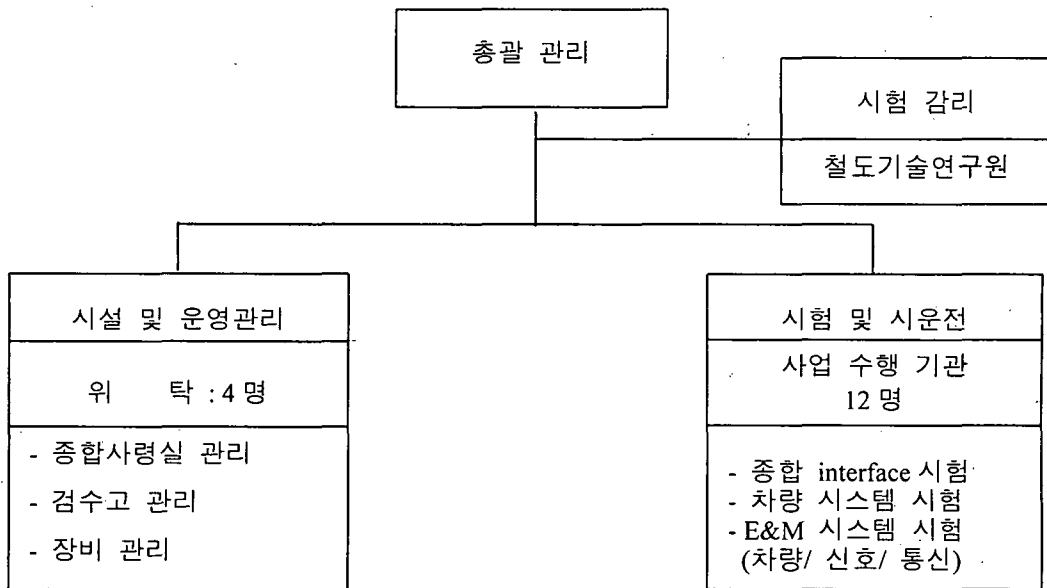 총괄 관리
시험 감리
철도기술연구원
시설 및 운영관리
위 탁 : 4 명
- 종합사령실 관리
- 검수고 관리
- 장비 관리
시험 및 시운전
사업 수행 기관
12 명
- 종합 interface 시험
- 차량 시스템 시험
- E&M 시스템 시험
(차량/ 신호/ 통신)